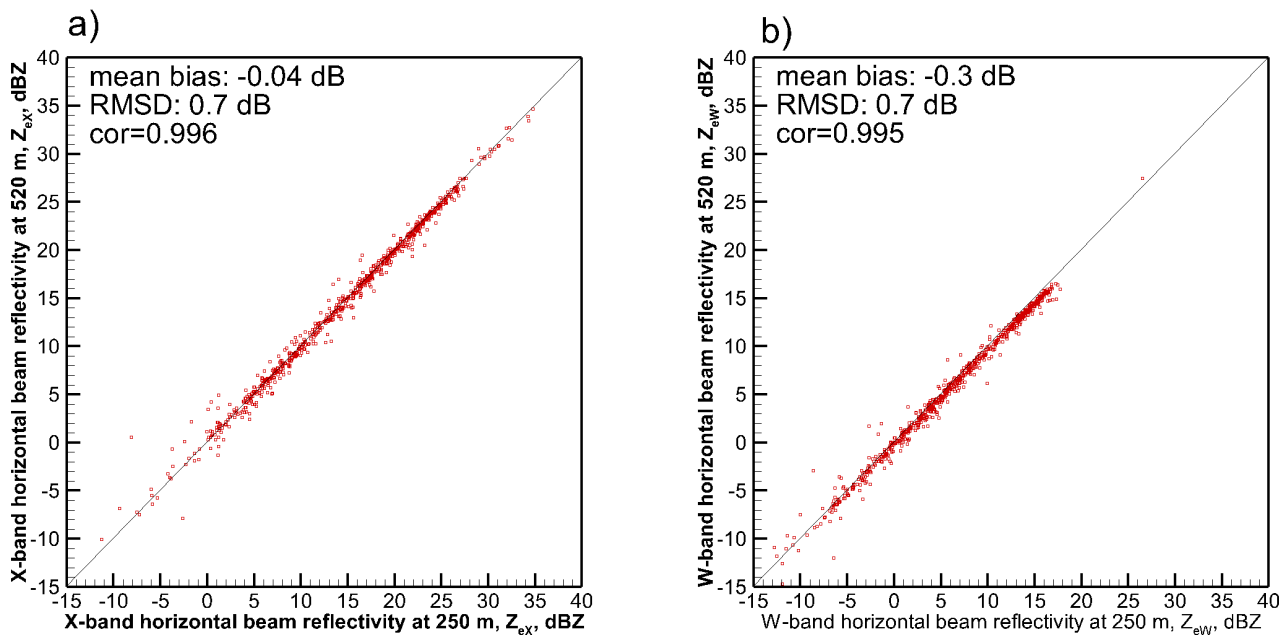 a)
mean bias: -0.04 dB
RMSD: 0.7 dB
cor=0.996
X-band horizontal beam reflectivity at 520 m, ZeX, dBZ
40
35
30
25
20
15
10
5
0
-5
-10
-15
-15 -10 -5 0 5 10 15 20 25 30 35 40
X-band horizontal beam reflectivity at 250 m, ZeX, dBZ
b)
mean bias: -0.3 dB
RMSD: 0.7 dB
cor=0.995
W-band horizontal beam reflectivity at 520 m, ZeW, dBZ
40
35
30
25
20
15
10
5
0
-5
-10
-15
-15 -10 -5 0 5 10 15 20 25 30 35 40
W-band horizontal beam reflectivity at 250 m, ZeW, dBZ